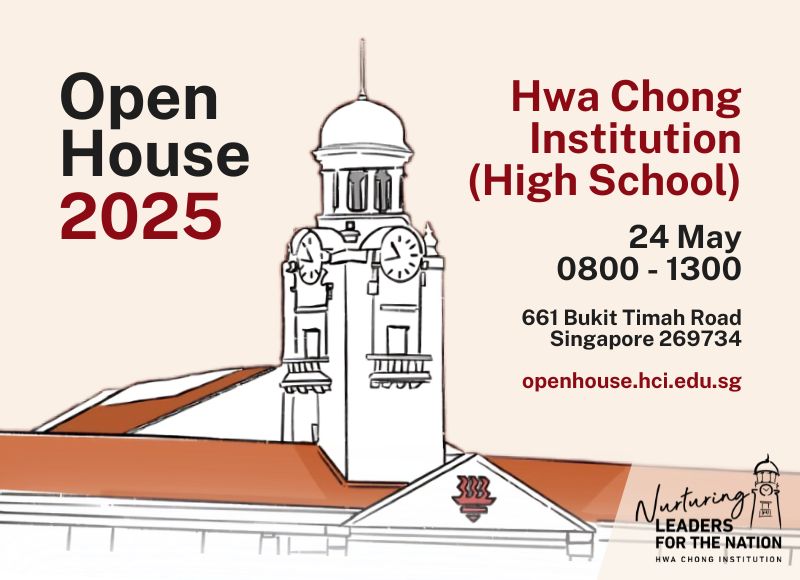 Open
House
2025
Hwa Chong
Institution
(High School)
24 May
0800 - 1300
661 Bukit Timah Road
Singapore 269734
openhouse.hci.edu.sg
Nurturing
LEADERS
FOR THE NATION
HWA CHONG INSTITUTION